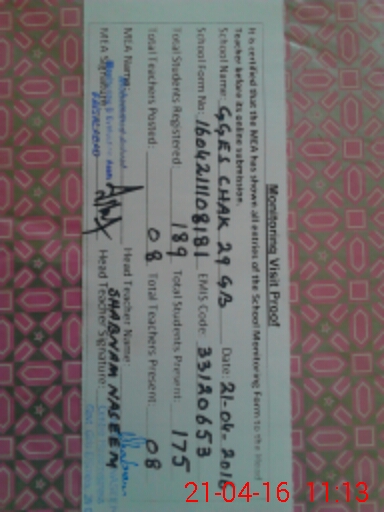 Monitoring Visit Proof
It is certified that the MEA has shown all entries of the School Monitoring Form to the Head
Teacher before its online submission.
School Name: GGES CHAK 29 GB Date: 21-04-2016
School Form No: 1604211108181 EMIS Code: 33120653
Total Students Registered 189 Total Students Present: 175
Total Teachers Posted: 08 Total Teachers Present: 08
MEA Name: Head Teacher Name: SHABNAM NASEEM
MEA Signature: Head Teacher Signature:
21-04-16 11:13